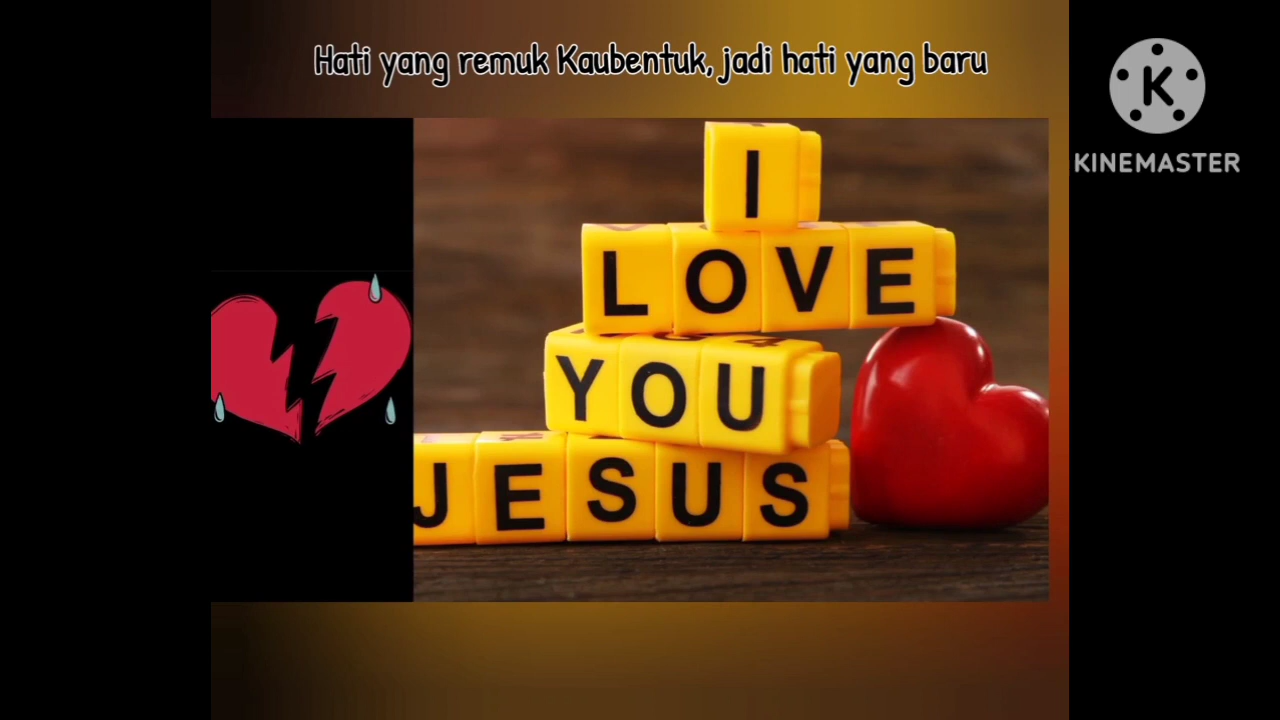 Hati yang remuk Kaubentuk, jadi hati yang baru
K
KINEMASTER
I
LOVE
YOU
JESUS